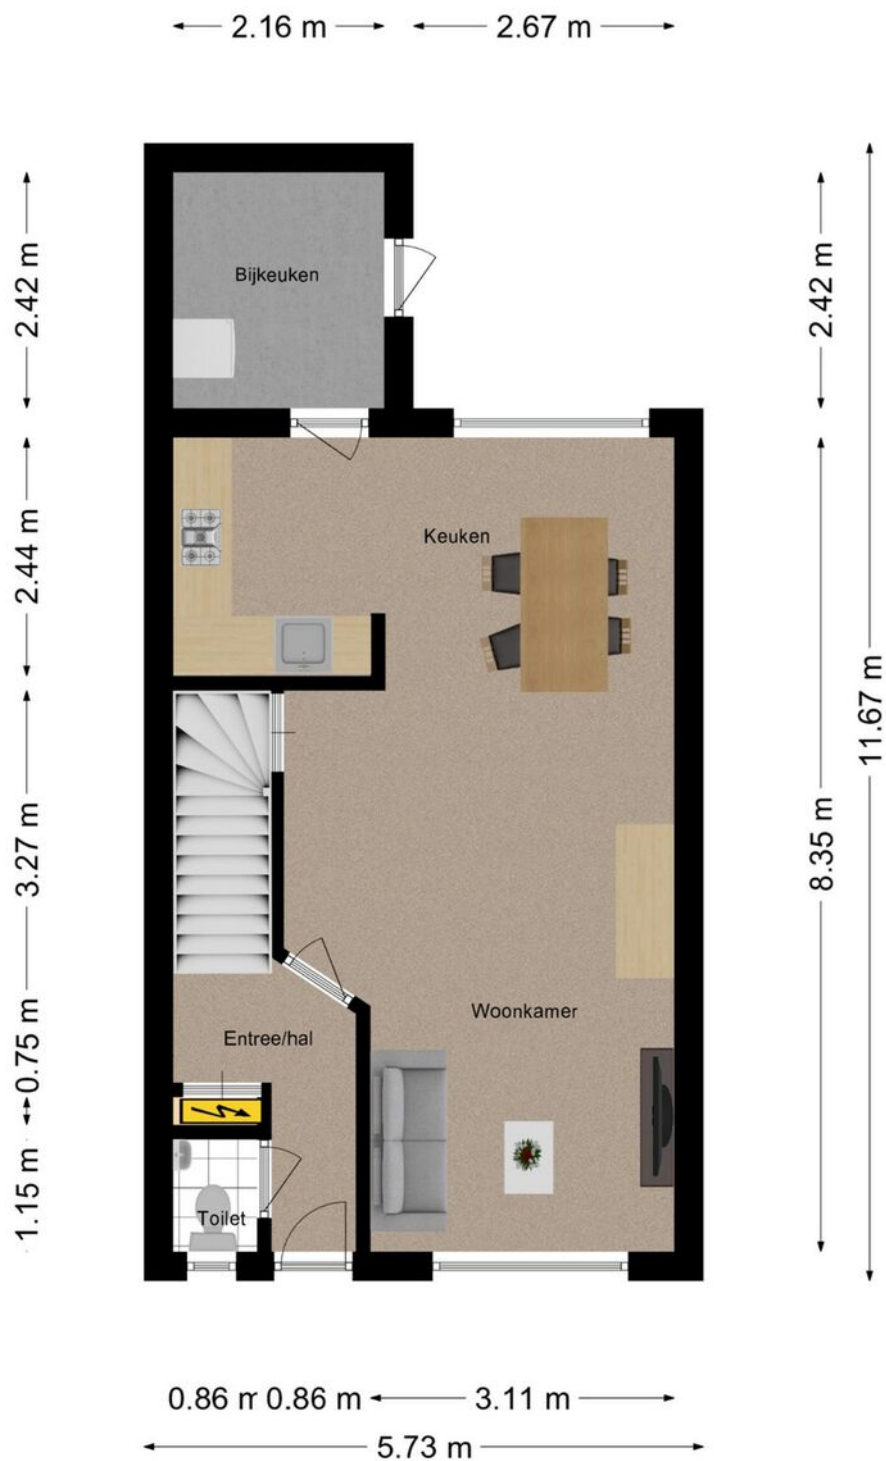 2.16 m
2.67 m
2.42 m
2.44 m
3.27 m
0.75 m
1.15 m
Bijkeuken
Keuken
Woonkamer
Entree/hal
Toilet
2.42 m
8.35 m
11.67 m
0.86 m 0.86 m
3.11 m
5.73 m